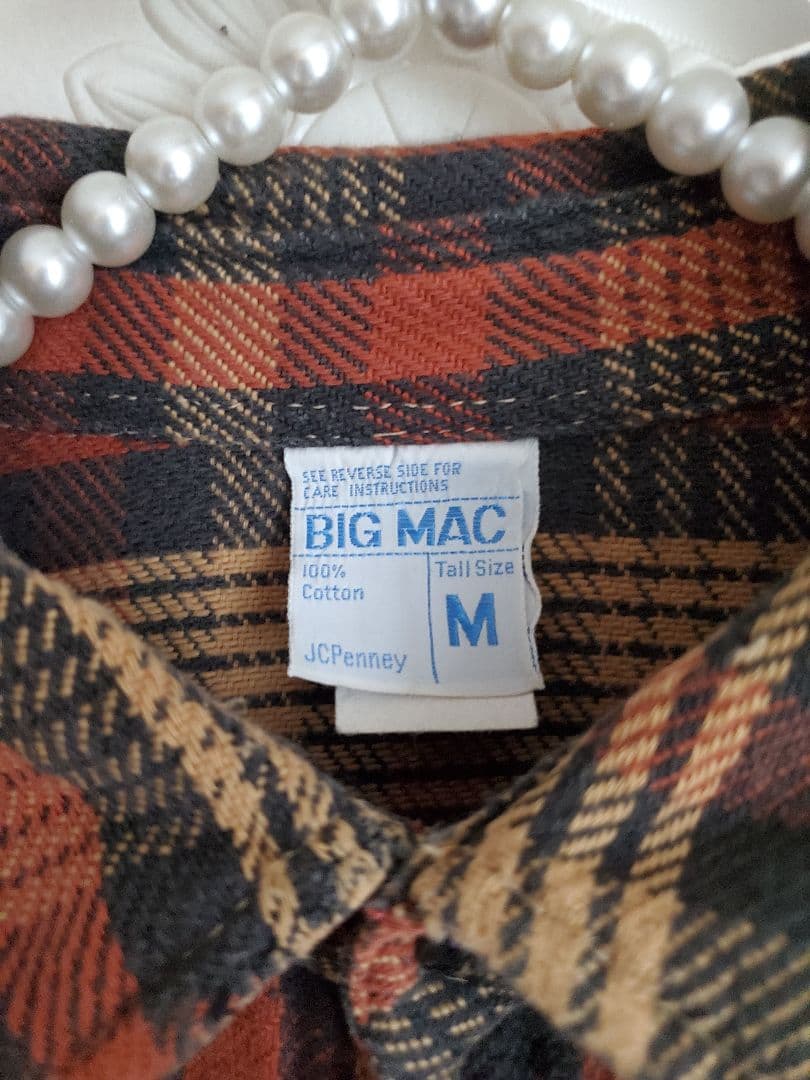 SEE REVERSE SIDE FOR
CARE INSTRUCTIONS
BIG MAC
100%
Cotton
JCPenney
Tall Size
M